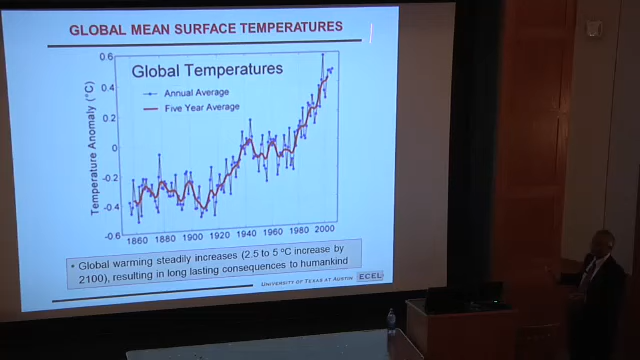 GLOBAL MEAN SURFACE TEMPERATURES
Global Temperatures
Annual Average
Five Year Average
Temperature Anomaly (°C)
0.6
0.4
0.2
0
-0.2
-0.4
-0.6
1860 1880 1900 1920 1940 1960 1980 2000
• Global warming steadily increases (2.5 to 5 ºC increase by
2100), resulting in long lasting consequences to humankind
UNIVERSITY OF TEXAS AT AUSTIN ECEL